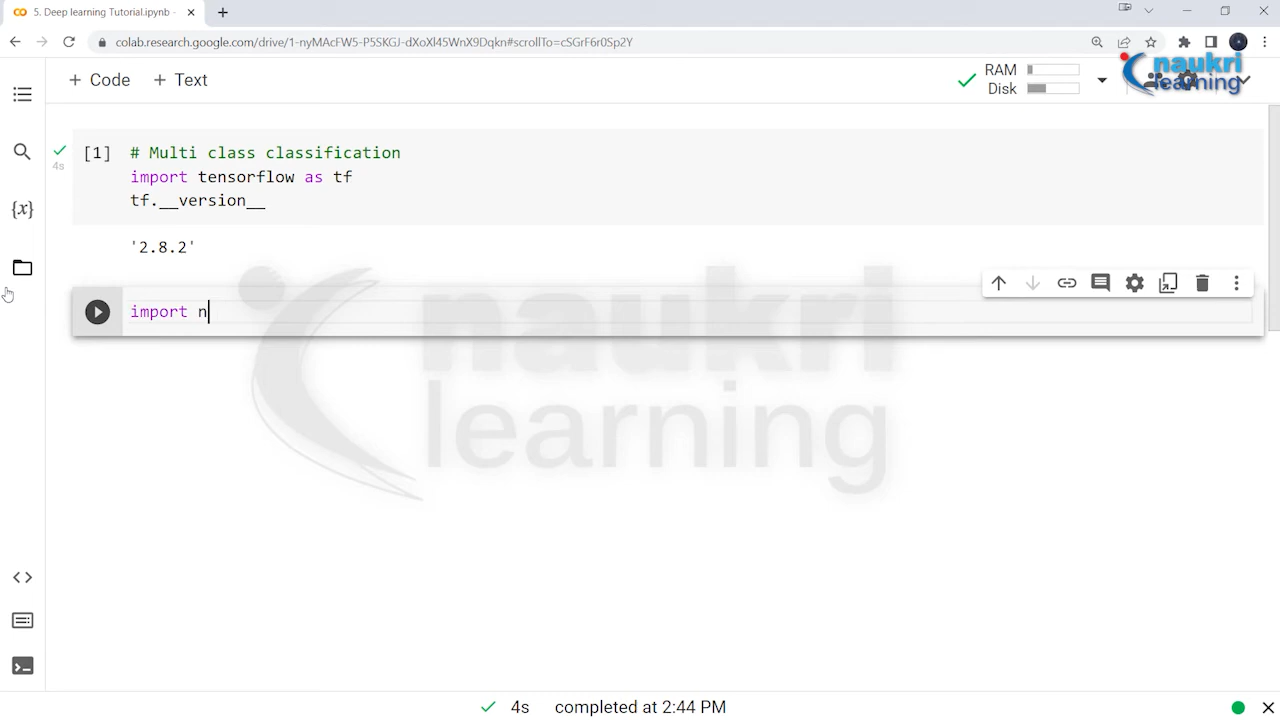 5. Deep learning Tutorial.ipynb -
colab.research.google.com/drive/1-nyMAcFW5-P5SKGJ-dXoXl45WnX9Dqkn#scrollTo=cSGrF6r0Sp2Y
+ Code + Text
RAM
Disk
naukri
learning
4s
[1] # Multi class classification
import tensorflow as tf
tf.__version__
'2.8.2'
import n
naukri
learning
4s completed at 2:44 PM